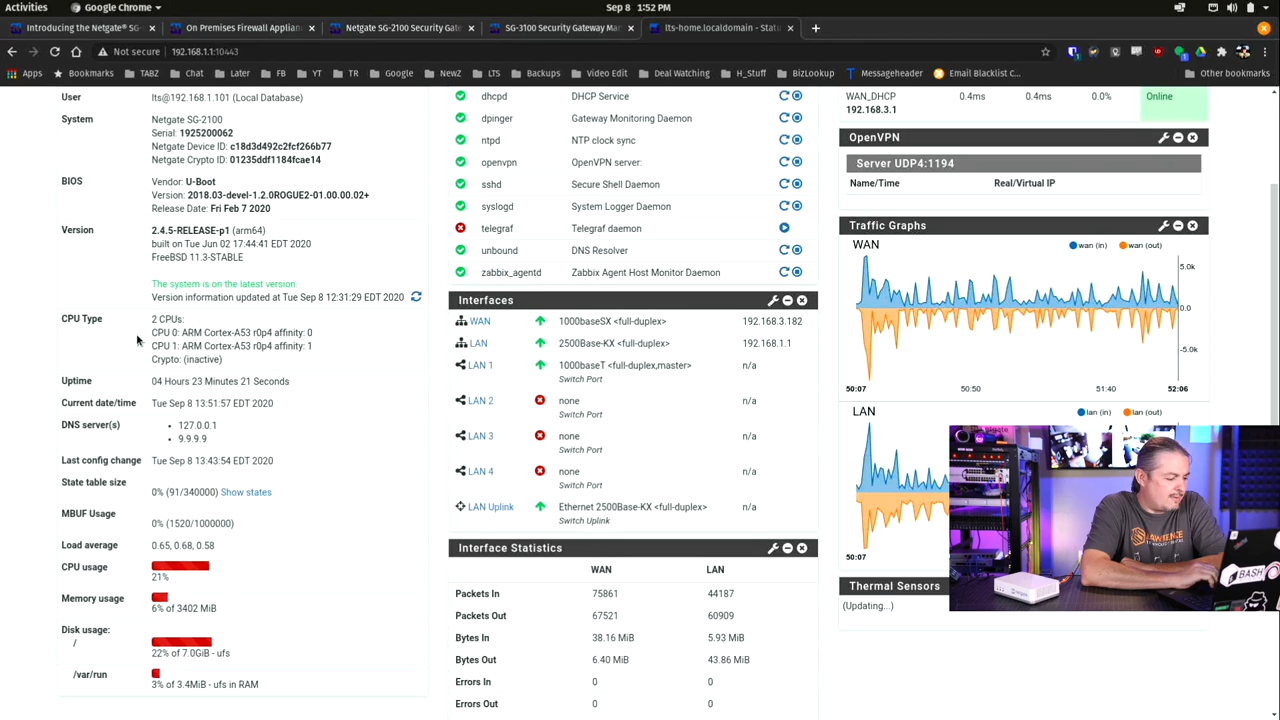 Activities
Google Chrome
Sep 8 1:52 PM
Introducing the Netgate® SG-
On Premises Firewall Applian
Netgate SG-2100 Security Gat
SG-3100 Security Gateway Ma
lts-home.localdomain - Statu
Not secure
192.168.1.1:10443
Apps
Bookmarks
TABZ
Chat
Later
FB
YT
TR
Google
NewZ
LTS
Backups
Video Edit
Deal Watching
H_Stuff
BizLookup
Messageheader
Email Blacklist C...
Other bookmarks
User
lts@192.168.1.101 (Local Database)
System
Netgate SG-2100
Serial: 1925200062
Netgate Device ID: c18d3d492c2fcf266b77
Netgate Crypto ID: 01235ddf1184fcae14
BIOS
Vendor: U-Boot
Version: 2018.03-devel-1.2.0ROGUE2-01.00.00.02+
Release Date: Fri Feb 7 2020
Version
2.4.5-RELEASE-p1 (arm64)
built on Tue Jun 02 17:44:41 EDT 2020
FreeBSD 11.3-STABLE
The system is on the latest version.
Version information updated at Tue Sep 8 12:31:29 EDT 2020
CPU Type
2 CPUs:
CPU 0: ARM Cortex-A53 r0p4 affinity: 0
CPU 1: ARM Cortex-A53 r0p4 affinity: 1
Crypto: (inactive)
Uptime
04 Hours 23 Minutes 21 Seconds
Current date/time
Tue Sep 8 13:51:57 EDT 2020
DNS server(s)
• 127.0.0.1
• 9.9.9.9
Last config change
Tue Sep 8 13:43:54 EDT 2020
State table size
0% (91/340000) Show states
MBUF Usage
0% (1520/1000000)
Load average
0.65, 0.68, 0.58
CPU usage
21%
Memory usage
6% of 3402 MiB
Disk usage:
/
22% of 7.0GiB - ufs
/var/run
3% of 3.4MiB - ufs in RAM
dhcpd DHCP Service
dpinger Gateway Monitoring Daemon
ntpd NTP clock sync
openvpn OpenVPN server:
sshd Secure Shell Daemon
syslogd System Logger Daemon
telegraf Telegraf daemon
unbound DNS Resolver
zabbix_agentd Zabbix Agent Host Monitor Daemon
Interfaces
WAN 1000baseSX <full-duplex> 192.168.3.182
LAN 2500Base-KX <full-duplex> 192.168.1.1
LAN 1 1000baseT <full-duplex,master> n/a
Switch Port
LAN 2 none n/a
Switch Port
LAN 3 none n/a
Switch Port
LAN 4 none n/a
Switch Port
LAN Uplink Ethernet 2500Base-KX <full-duplex> n/a
Switch Uplink
Interface Statistics
WAN LAN
Packets In 75861 44187
Packets Out 67521 60909
Bytes In 38.16 MiB 5.93 MiB
Bytes Out 6.40 MiB 43.86 MiB
Errors In 0 0
Errors Out 0 0
WAN_DHCP 0.4ms 0.4ms 0.0% Online
192.168.3.1
OpenVPN
Server UDP4:1194
Name/Time Real/Virtual IP
Traffic Graphs
WAN
wan (in) wan (out)
5.0k
0.0
-5.0k
50:07 50:50 51:40 52:06
LAN
lan (in) lan (out)
50:07
Thermal Sensors
(Updating...)
LAWRENCE
BASH